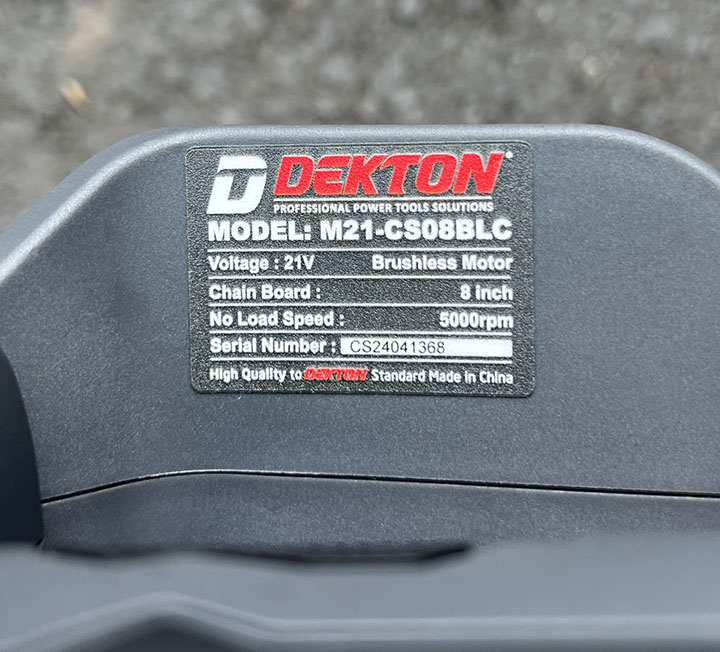 DEKTON
PROFESSIONAL POWER TOOLS SOLUTIONS
MODEL: M21-CS08BLC
Voltage : 21V Brushless Motor
Chain Board : 8 inch
No Load Speed : 5000rpm
Serial Number : CS24041368
High Quality to DEKTON Standard Made in China